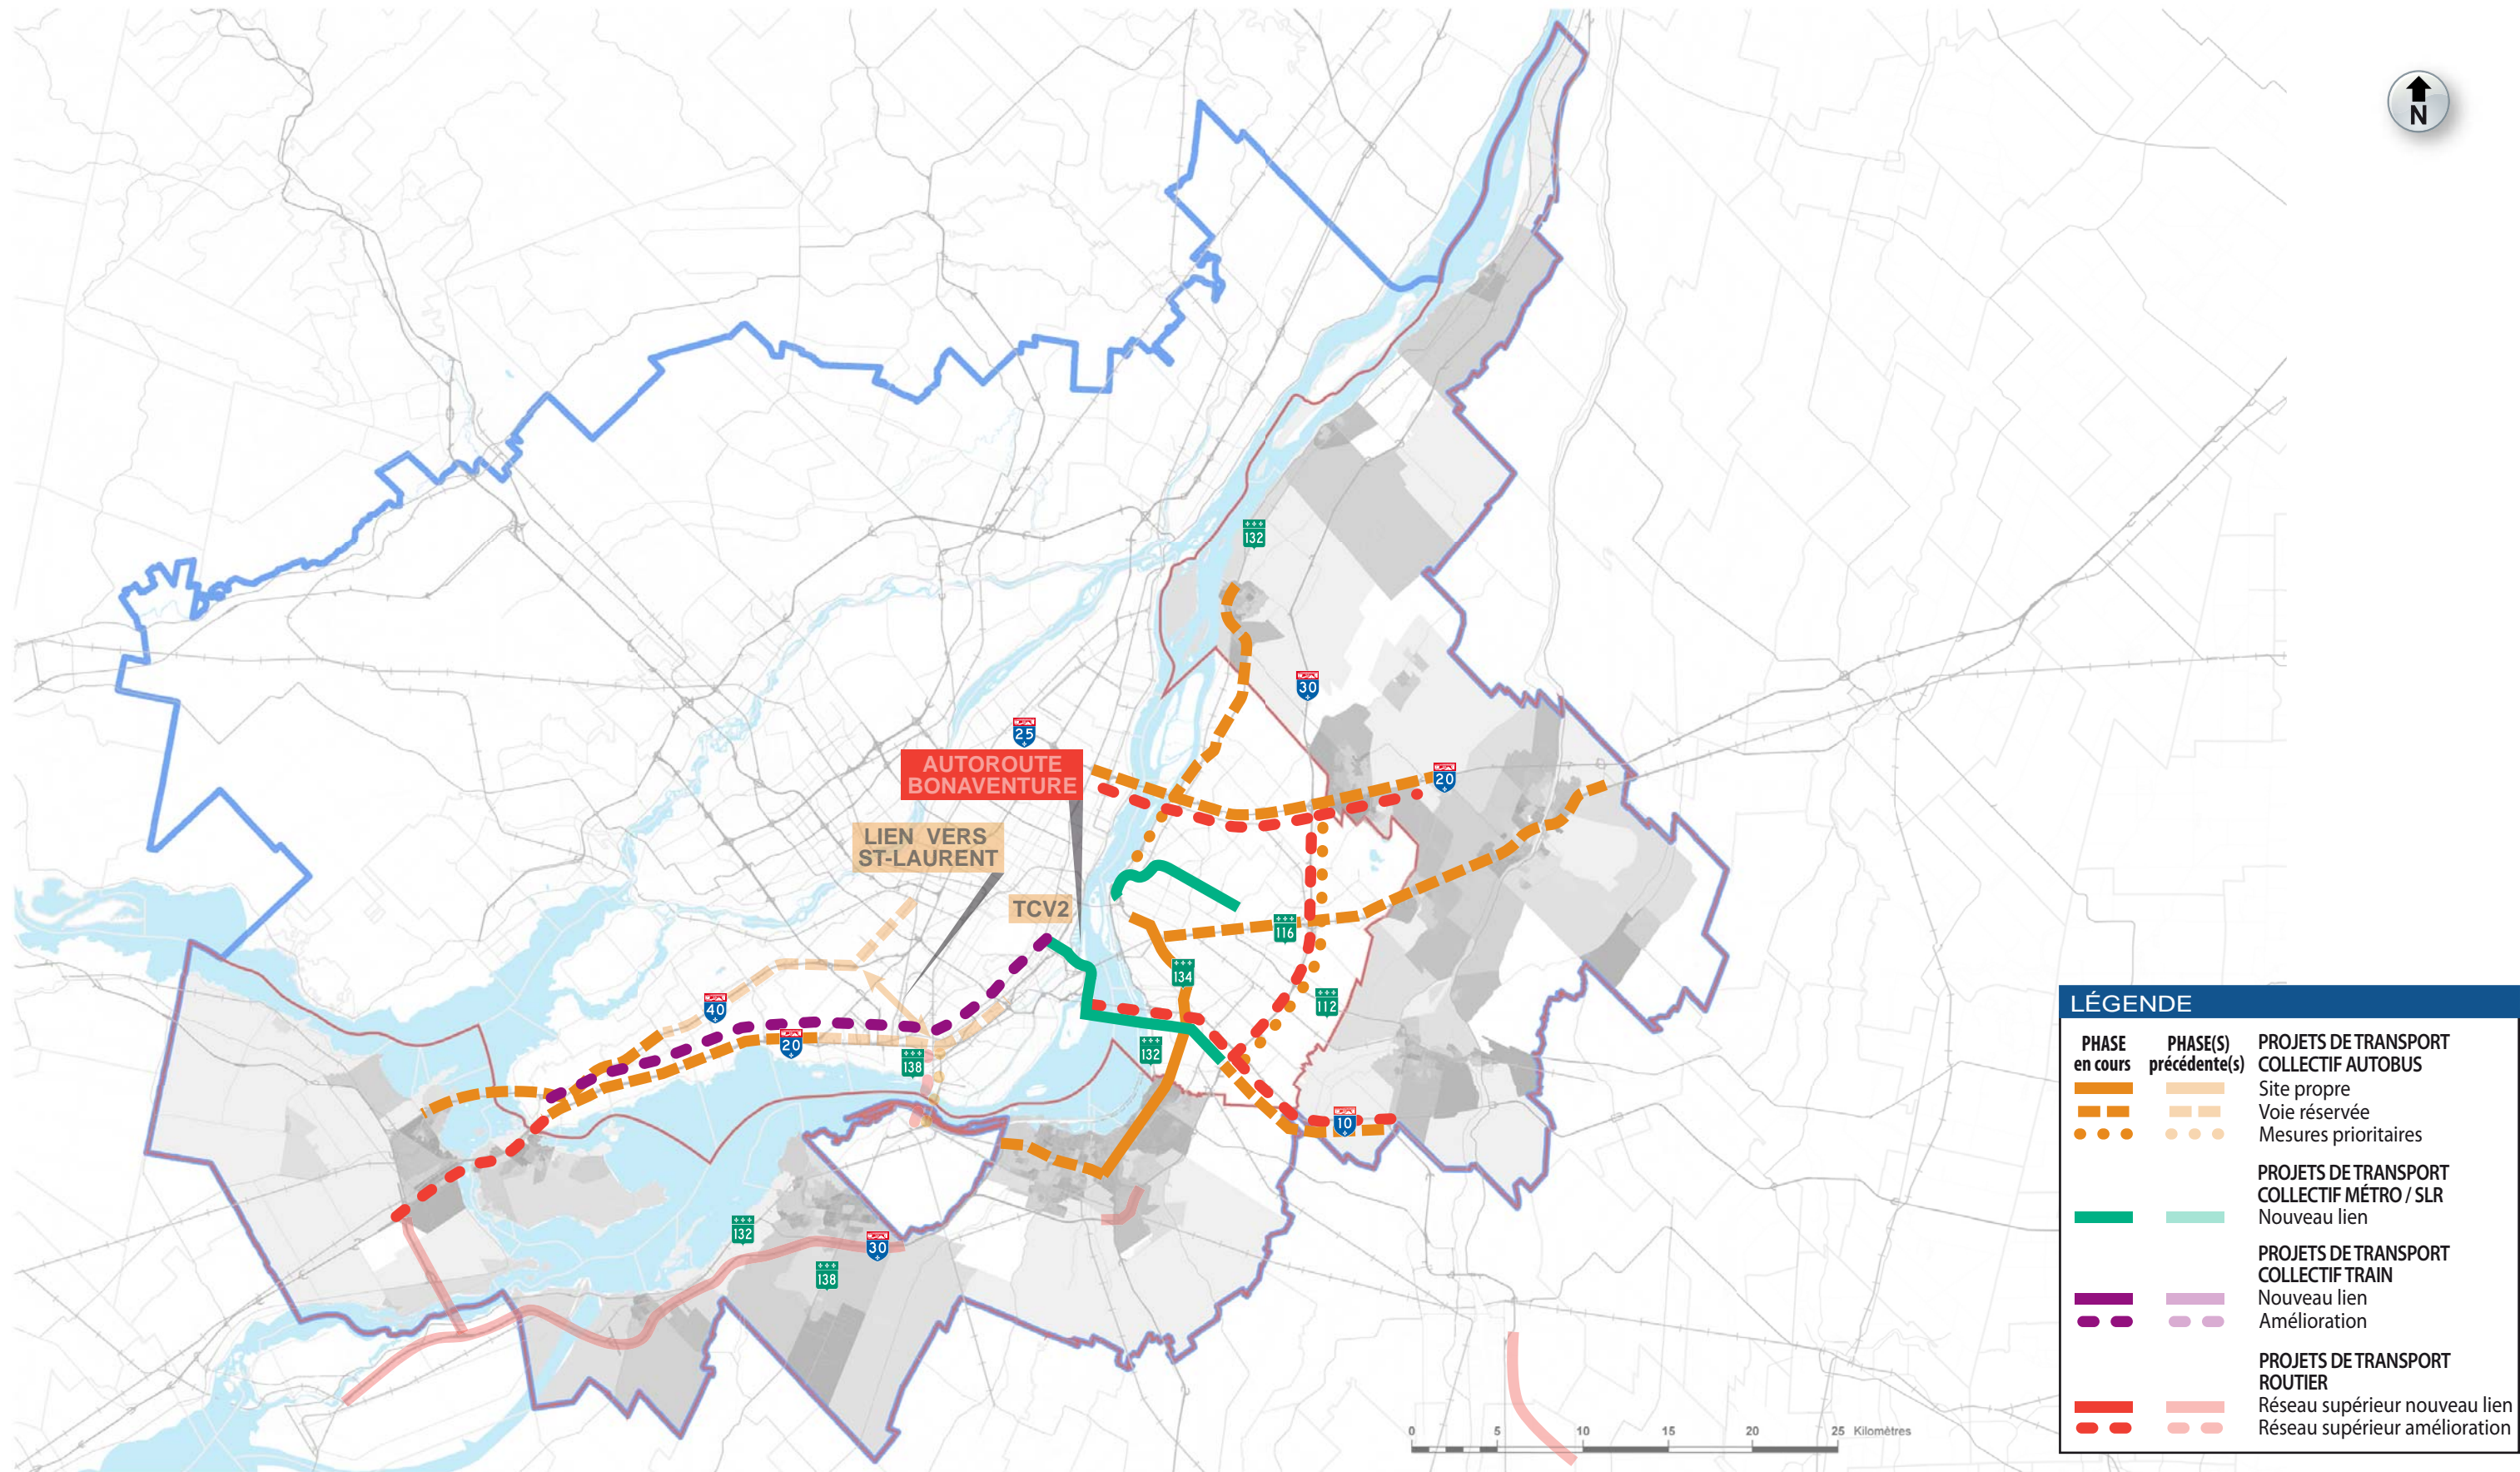 N
132
30
25
AUTOROUTE
BONAVENTURE
20
LIEN VERS
ST-LAURENT
TCV2
116
134
112
40
20
132
138
10
132
30
138
LÉGENDE
PHASE
en cours
PHASE(S)
précédente(s)
PROJETS DE TRANSPORT
COLLECTIF AUTOBUS
Site propre
Voie réservée
Mesures prioritaires
PROJETS DE TRANSPORT
COLLECTIF MÉTRO / SLR
Nouveau lien
PROJETS DE TRANSPORT
COLLECTIF TRAIN
Nouveau lien
Amélioration
PROJETS DE TRANSPORT
ROUTIER
Réseau supérieur nouveau lien
Réseau supérieur amélioration
0 5 10 15 20 25 Kilomètres